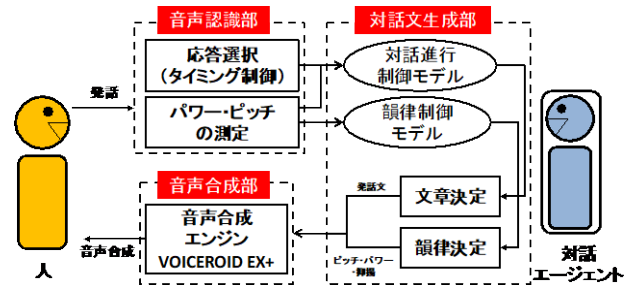 音声認識部
対話文生成部
応答選択
(タイミング制御)
対話進行
制御モデル
発話
パワー・ピッチ
の測定
韻律制御
モデル
音声合成部
発話文
文章決定
音声合成
エンジン
VOICEROID EX+
韻律決定
音声合成
ピッチ・パワー
・抑揚
人
対話
エージェント